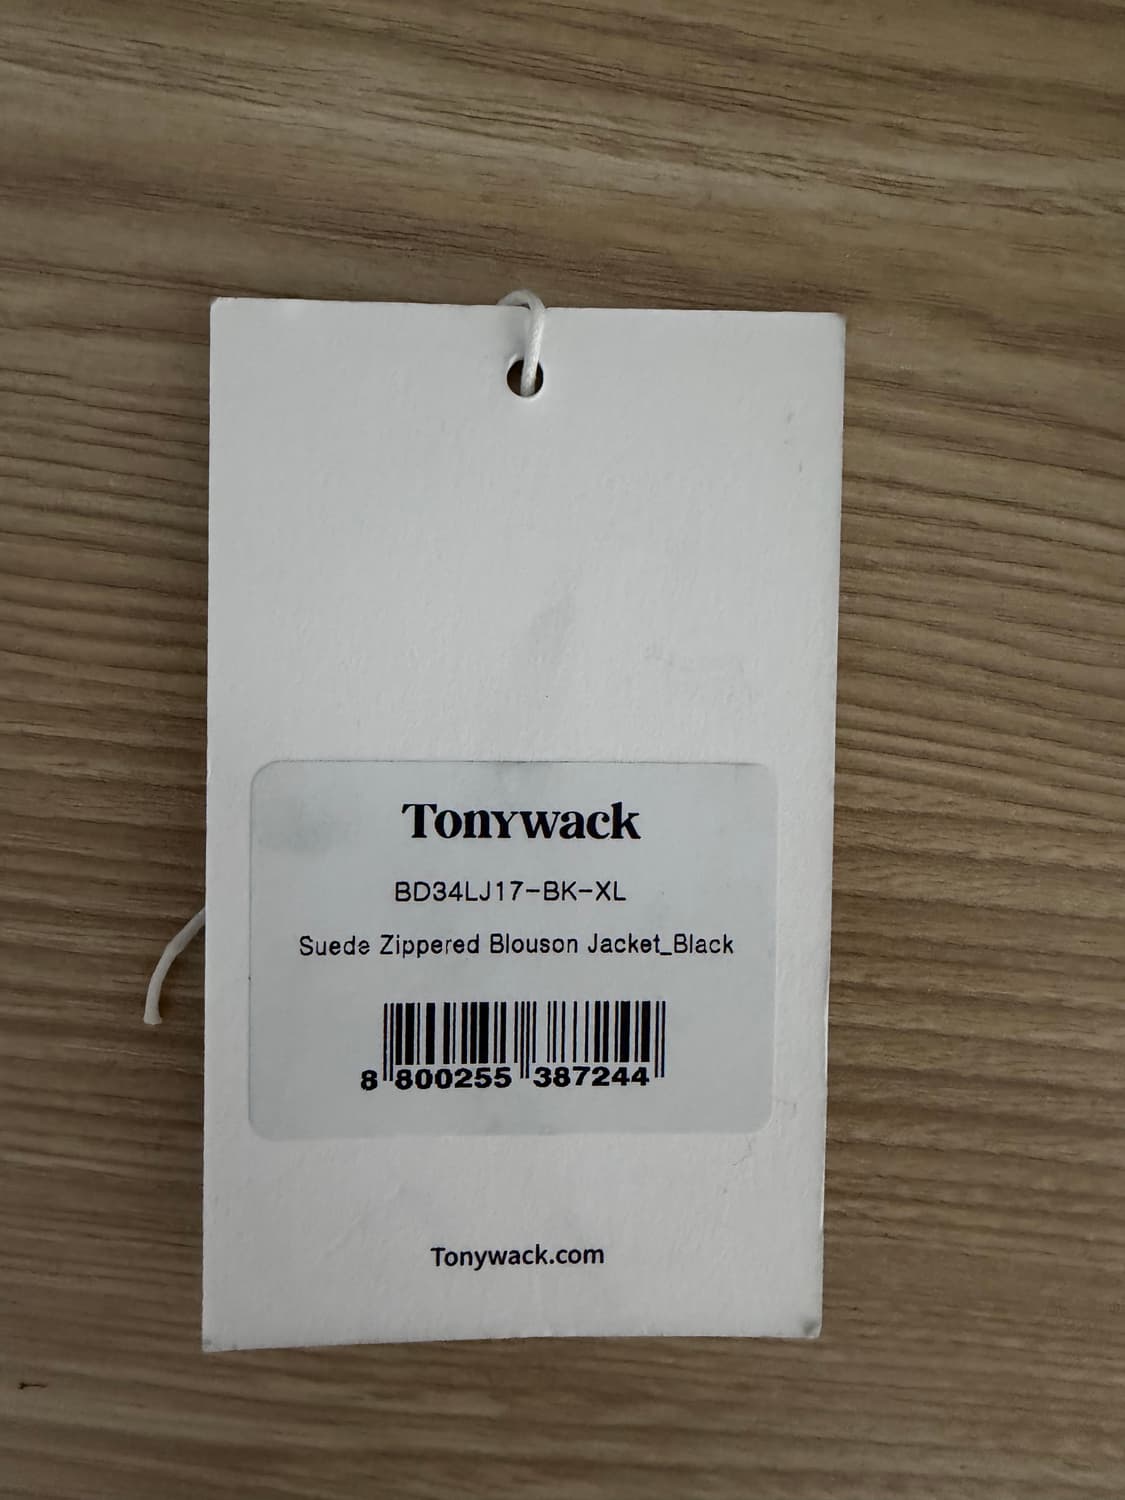 Tonywack
BD34LJ17-BK-XL
Suede Zippered Blouson Jacket_Black
8 800255 387244
Tonywack.com